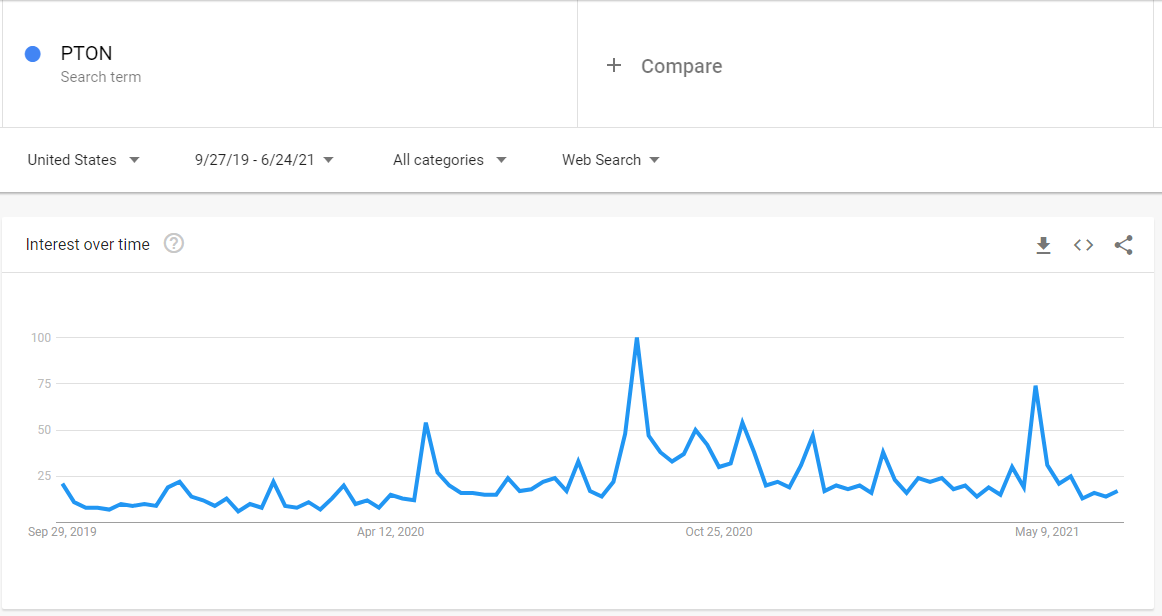 PTON
Search term
+ Compare
United States
9/27/19 - 6/24/21
All categories
Web Search
Interest over time ?
100
75
50
25
Sep 29, 2019
Apr 12, 2020
Oct 25, 2020
May 9, 2021